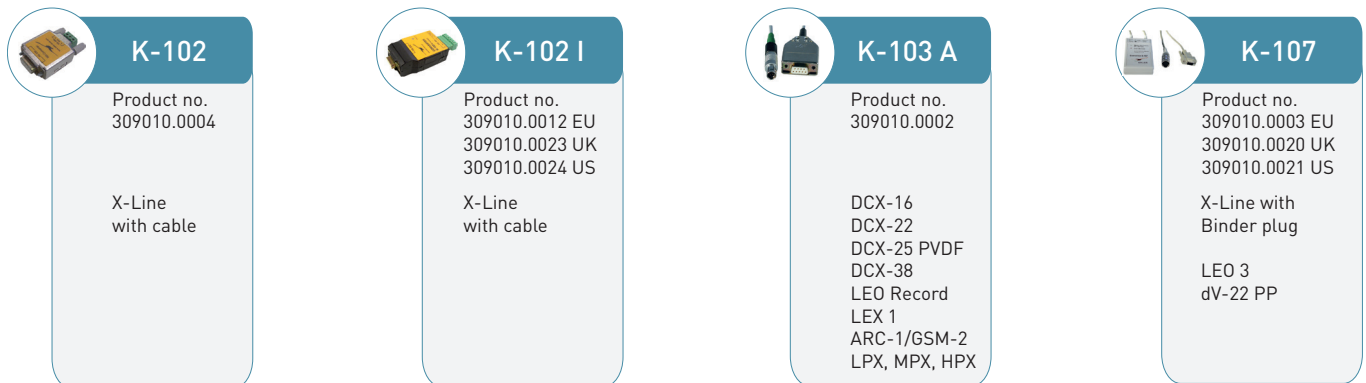 K-102
Product no.
309010.0004
X-Line
with cable
K-102 I
Product no.
309010.0012 EU
309010.0023 UK
309010.0024 US
X-Line
with cable
K-103 A
Product no.
309010.0002
DCX-16
DCX-22
DCX-25 PVDF
DCX-38
LEO Record
LEX 1
ARC-1/GSM-2
LPX, MPX, HPX
K-107
Product no.
309010.0003 EU
309010.0020 UK
309010.0021 US
X-Line with
Binder plug
LEO 3
dV-22 PP